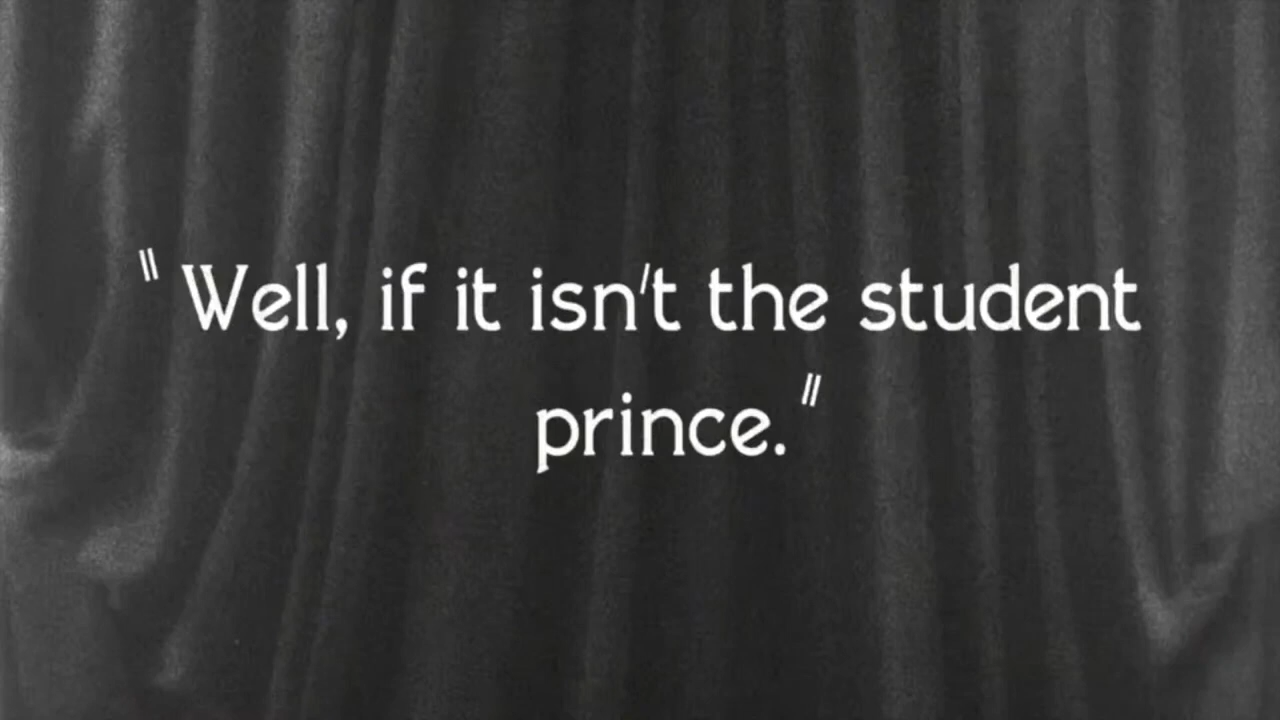 "Well, if it isn't the student
prince."